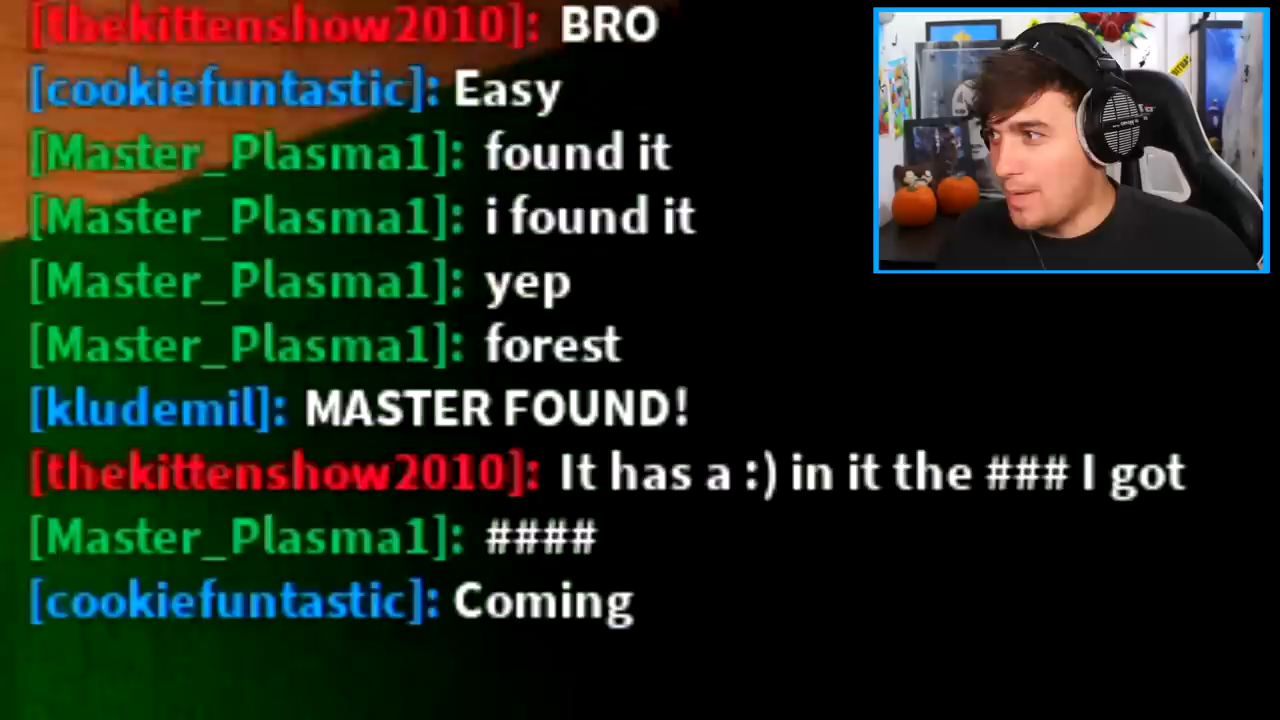 [thekittenshow2010]: BRO
[cookiefuntastic]: Easy
[Master_Plasma1]: found it
[Master_Plasma1]: i found it
[Master_Plasma1]: yep
[Master_Plasma1]: forest
[kludemil]: MASTER FOUND!
[thekittenshow2010]: It has a :) in it the ### I got
[Master_Plasma1]: ####
[cookiefuntastic]: Coming